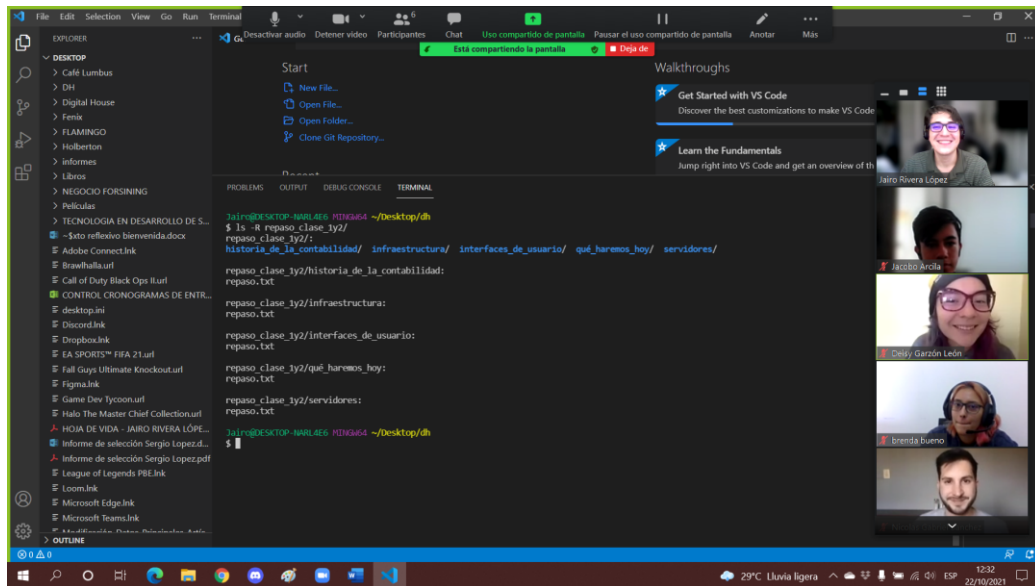 File Edit Selection View Go Run Terminal
6
Desactivar audio Detener video Participantes Chat Uso compartido de pantalla Pausar el uso compartido de pantalla Anotar Más
Está compartiendo la pantalla Deja de
EXPLORER
DESKTOP
Café Lumbus
DH
Digital House
Fenix
FLAMINGO
Holberton
informes
Libros
NEGOCIO FORSINING
Películas
TECNOLOGIA EN DESARROLLO DE S...
~$xto reflexivo bienvenida.docx
Adobe Connect.lnk
Brawlhalla.url
Call of Duty Black Ops II.url
CONTROL CRONOGRAMAS DE ENTR...
desktop.ini
Discord.lnk
Dropbox.lnk
EA SPORTS™ FIFA 21.url
Fall Guys Ultimate Knockout.url
Figma.lnk
Game Dev Tycoon.url
Halo The Master Chief Collection.url
HOJA DE VIDA - JAIRO RIVERA LÓPE...
Informe de selección Sergio Lopez.d...
Informe de selección Sergio Lopez.pdf
League of Legends PBE.lnk
Loom.lnk
Microsoft Edge.lnk
Microsoft Teams.lnk
OUTLINE
Start
New File...
Open File...
Open Folder...
Clone Git Repository...
Walkthroughs
Get Started with VS Code
Discover the best customizations to make VS Code
Learn the Fundamentals
Jump right into VS Code and get an overview of th
PROBLEMS OUTPUT DEBUG CONSOLE TERMINAL
Jairo@DESKTOP-NARL4E6 MINGW64 ~/Desktop/dh
$ ls -R repaso_clase_1y2/
repaso_clase_1y2/:
historia_de_la_contabilidad/ infraestructura/ interfaces_de_usuario/ qué_haremos_hoy/ servidores/
repaso_clase_1y2/historia_de_la_contabilidad:
repaso.txt
repaso_clase_1y2/infraestructura:
repaso.txt
repaso_clase_1y2/interfaces_de_usuario:
repaso.txt
repaso_clase_1y2/qué_haremos_hoy:
repaso.txt
repaso_clase_1y2/servidores:
repaso.txt
Jairo@DESKTOP-NARL4E6 MINGW64 ~/Desktop/dh
$
Jairo Rivera López
Jacobo Arcila
Deisy Garzón León
brenda bueno
0 0
29°C Lluvia ligera ESP 12:32
22/10/2021